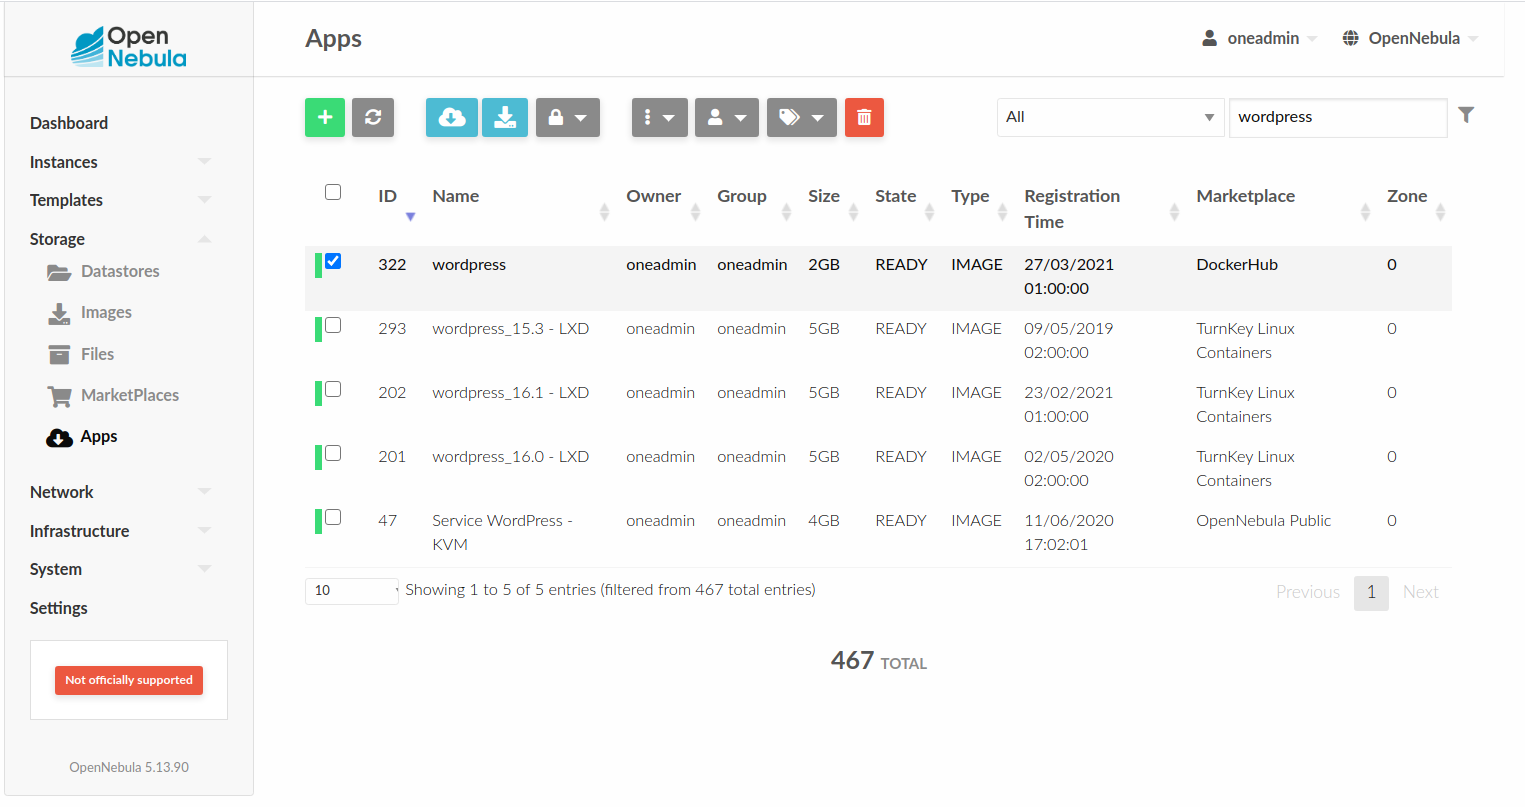 Open
Nebula
Apps
oneadmin
OpenNebula
Dashboard
Instances
Templates
Storage
Datastores
Images
Files
MarketPlaces
Apps
Network
Infrastructure
System
Settings
Not officially supported
OpenNebula 5.13.90
All
wordpress
ID Name Owner Group Size State Type Registration Time Marketplace Zone
322 wordpress oneadmin oneadmin 2GB READY IMAGE 27/03/2021 01:00:00 DockerHub 0
293 wordpress_15.3 - LXD oneadmin oneadmin 5GB READY IMAGE 09/05/2019 02:00:00 TurnKey Linux Containers 0
202 wordpress_16.1 - LXD oneadmin oneadmin 5GB READY IMAGE 23/02/2021 01:00:00 TurnKey Linux Containers 0
201 wordpress_16.0 - LXD oneadmin oneadmin 5GB READY IMAGE 02/05/2020 02:00:00 TurnKey Linux Containers 0
47 Service WordPress - KVM oneadmin oneadmin 4GB READY IMAGE 11/06/2020 17:02:01 OpenNebula Public 0
10 Showing 1 to 5 of 5 entries (filtered from 467 total entries)
Previous 1 Next
467 TOTAL